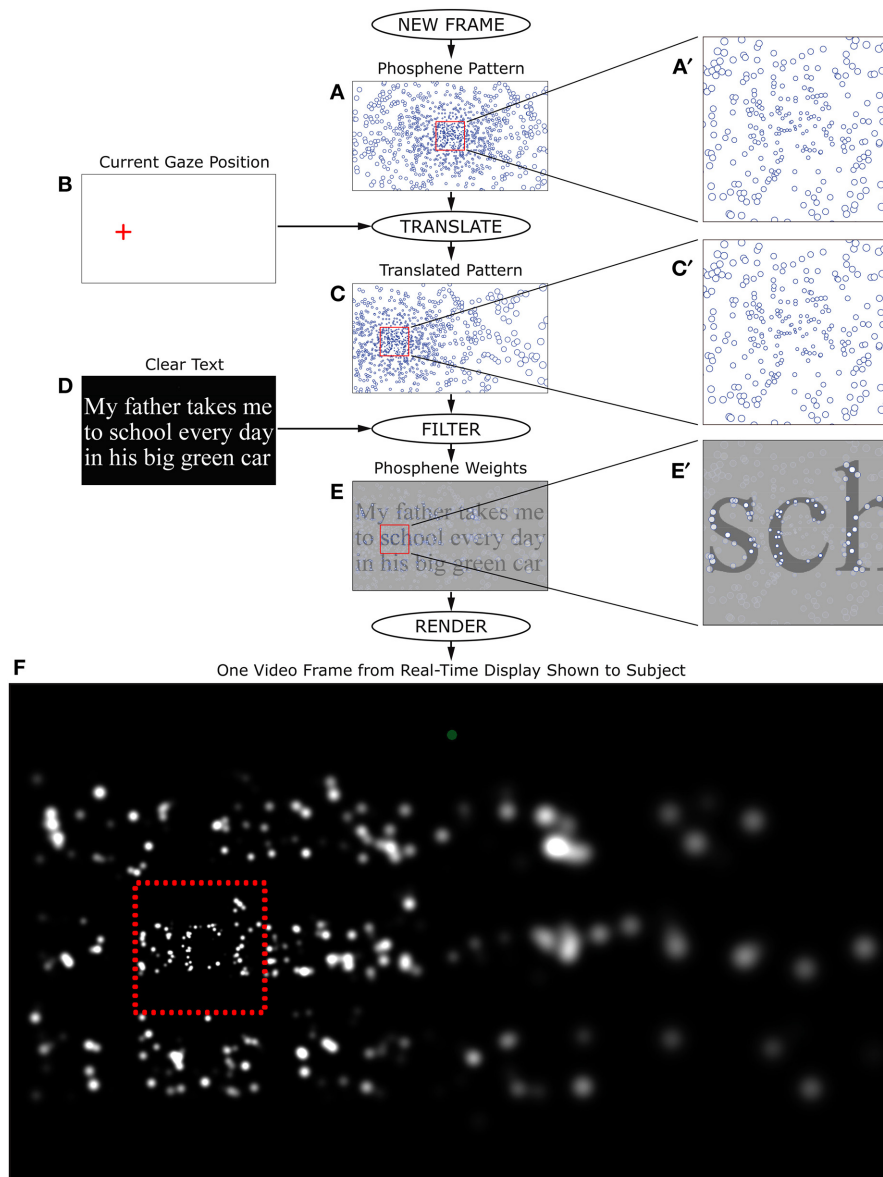 NEW FRAME
Phosphene Pattern
A
A′
Current Gaze Position
B
TRANSLATE
Translated Pattern
C
C′
Clear Text
D
My father takes me
to school every day
in his big green car
FILTER
Phosphene Weights
E
My father takes me
to school every day
in his big green car
E′
sch
RENDER
F
One Video Frame from Real-Time Display Shown to Subject